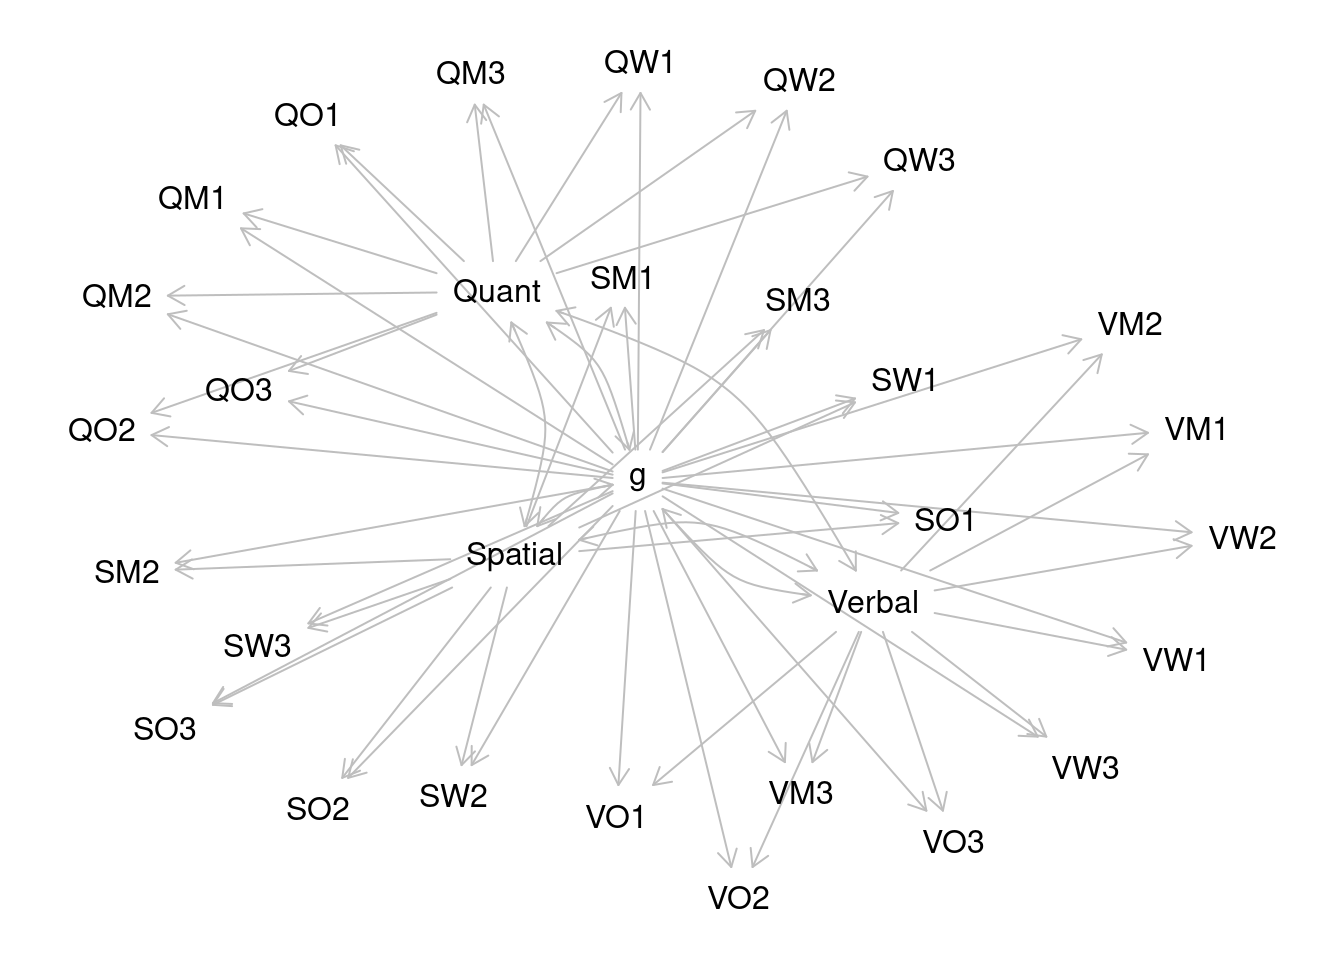 QW1
QM3
QW2
QO1
QW3
QM1
SM1
Quant
QM2
SM3
VM2
SW1
QO3
QO2
VM1
g
SO1
VW2
Spatial
SM2
Verbal
SW3
VW1
SO3
VW3
VM3
SW2
SO2
VO1
VO3
VO2